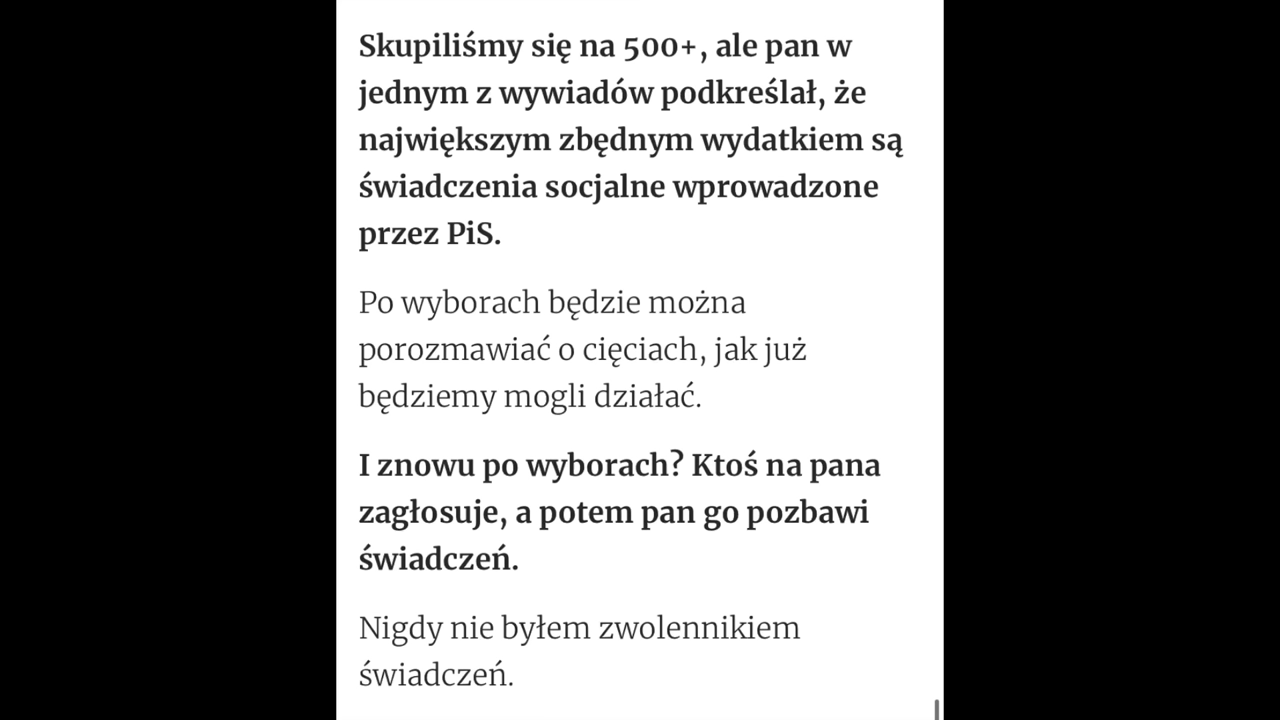 Skupiliśmy się na 500+, ale pan w
jednym z wywiadów podkreślał, że
największym zbędnym wydatkiem są
świadczenia socjalne wprowadzone
przez PiS.
Po wyborach będzie można
porozmawiać o cięciach, jak już
będziemy mogli działać.
I znowu po wyborach? Ktoś na pana
zagłosuje, a potem pan go pozbawi
świadczeń.
Nigdy nie byłem zwolennikiem
świadczeń.